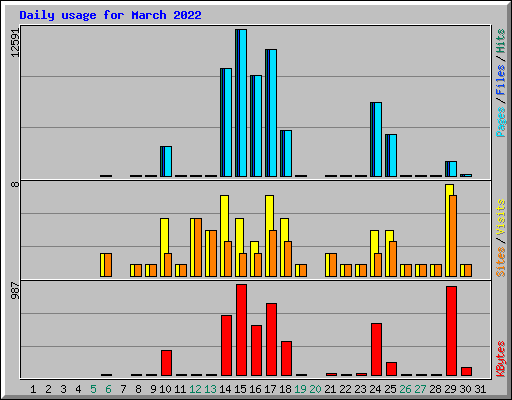 Daily usage for March 2022
12591
8
987
Pages / Files / Hits
Sites / Visits
KBytes
1 2 3 4 5 6 7 8 9 10 11 12 13 14 15 16 17 18 19 20 21 22 23 24 25 26 27 28 29 30 31